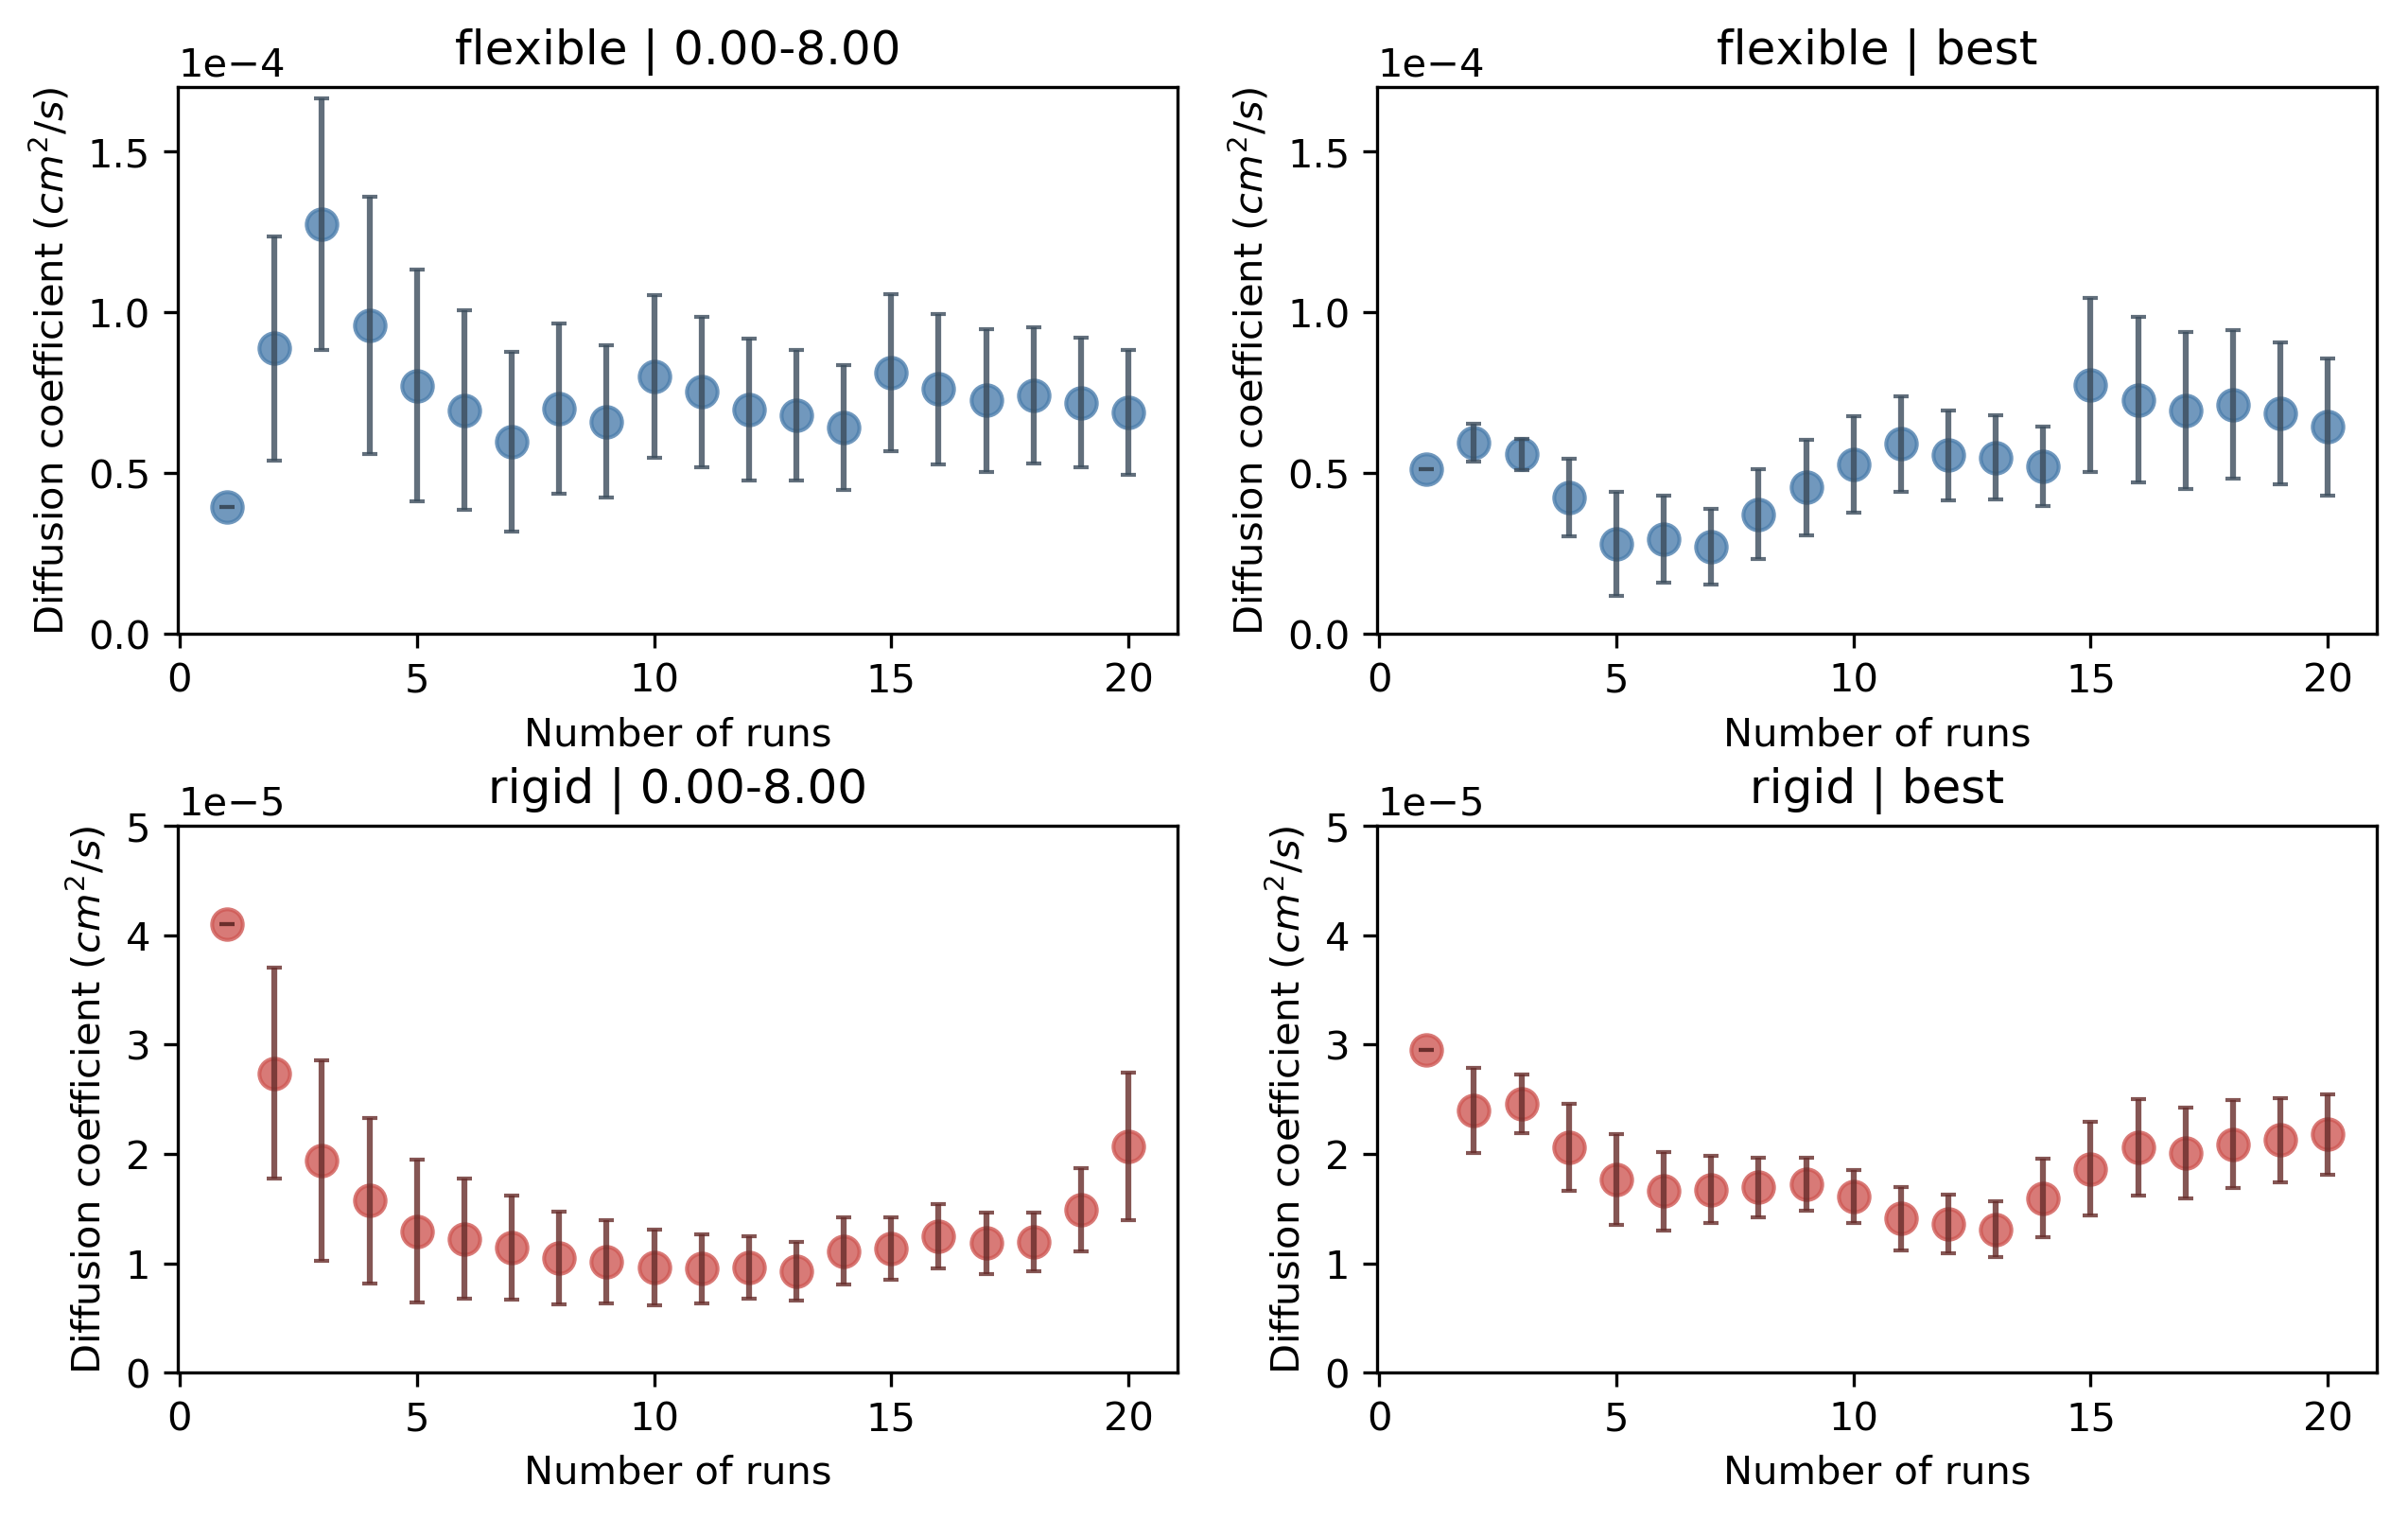 flexible | 0.00-8.00
1e−4
Diffusion coefficient (cm²/s)
1.5
1.0
0.5
0.0
0 5 10 15 20
Number of runs
flexible | best
1e−4
Diffusion coefficient (cm²/s)
1.5
1.0
0.5
0.0
0 5 10 15 20
Number of runs
rigid | 0.00-8.00
1e−5
Diffusion coefficient (cm²/s)
5
4
3
2
1
0
0 5 10 15 20
Number of runs
rigid | best
1e−5
Diffusion coefficient (cm²/s)
5
4
3
2
1
0
0 5 10 15 20
Number of runs